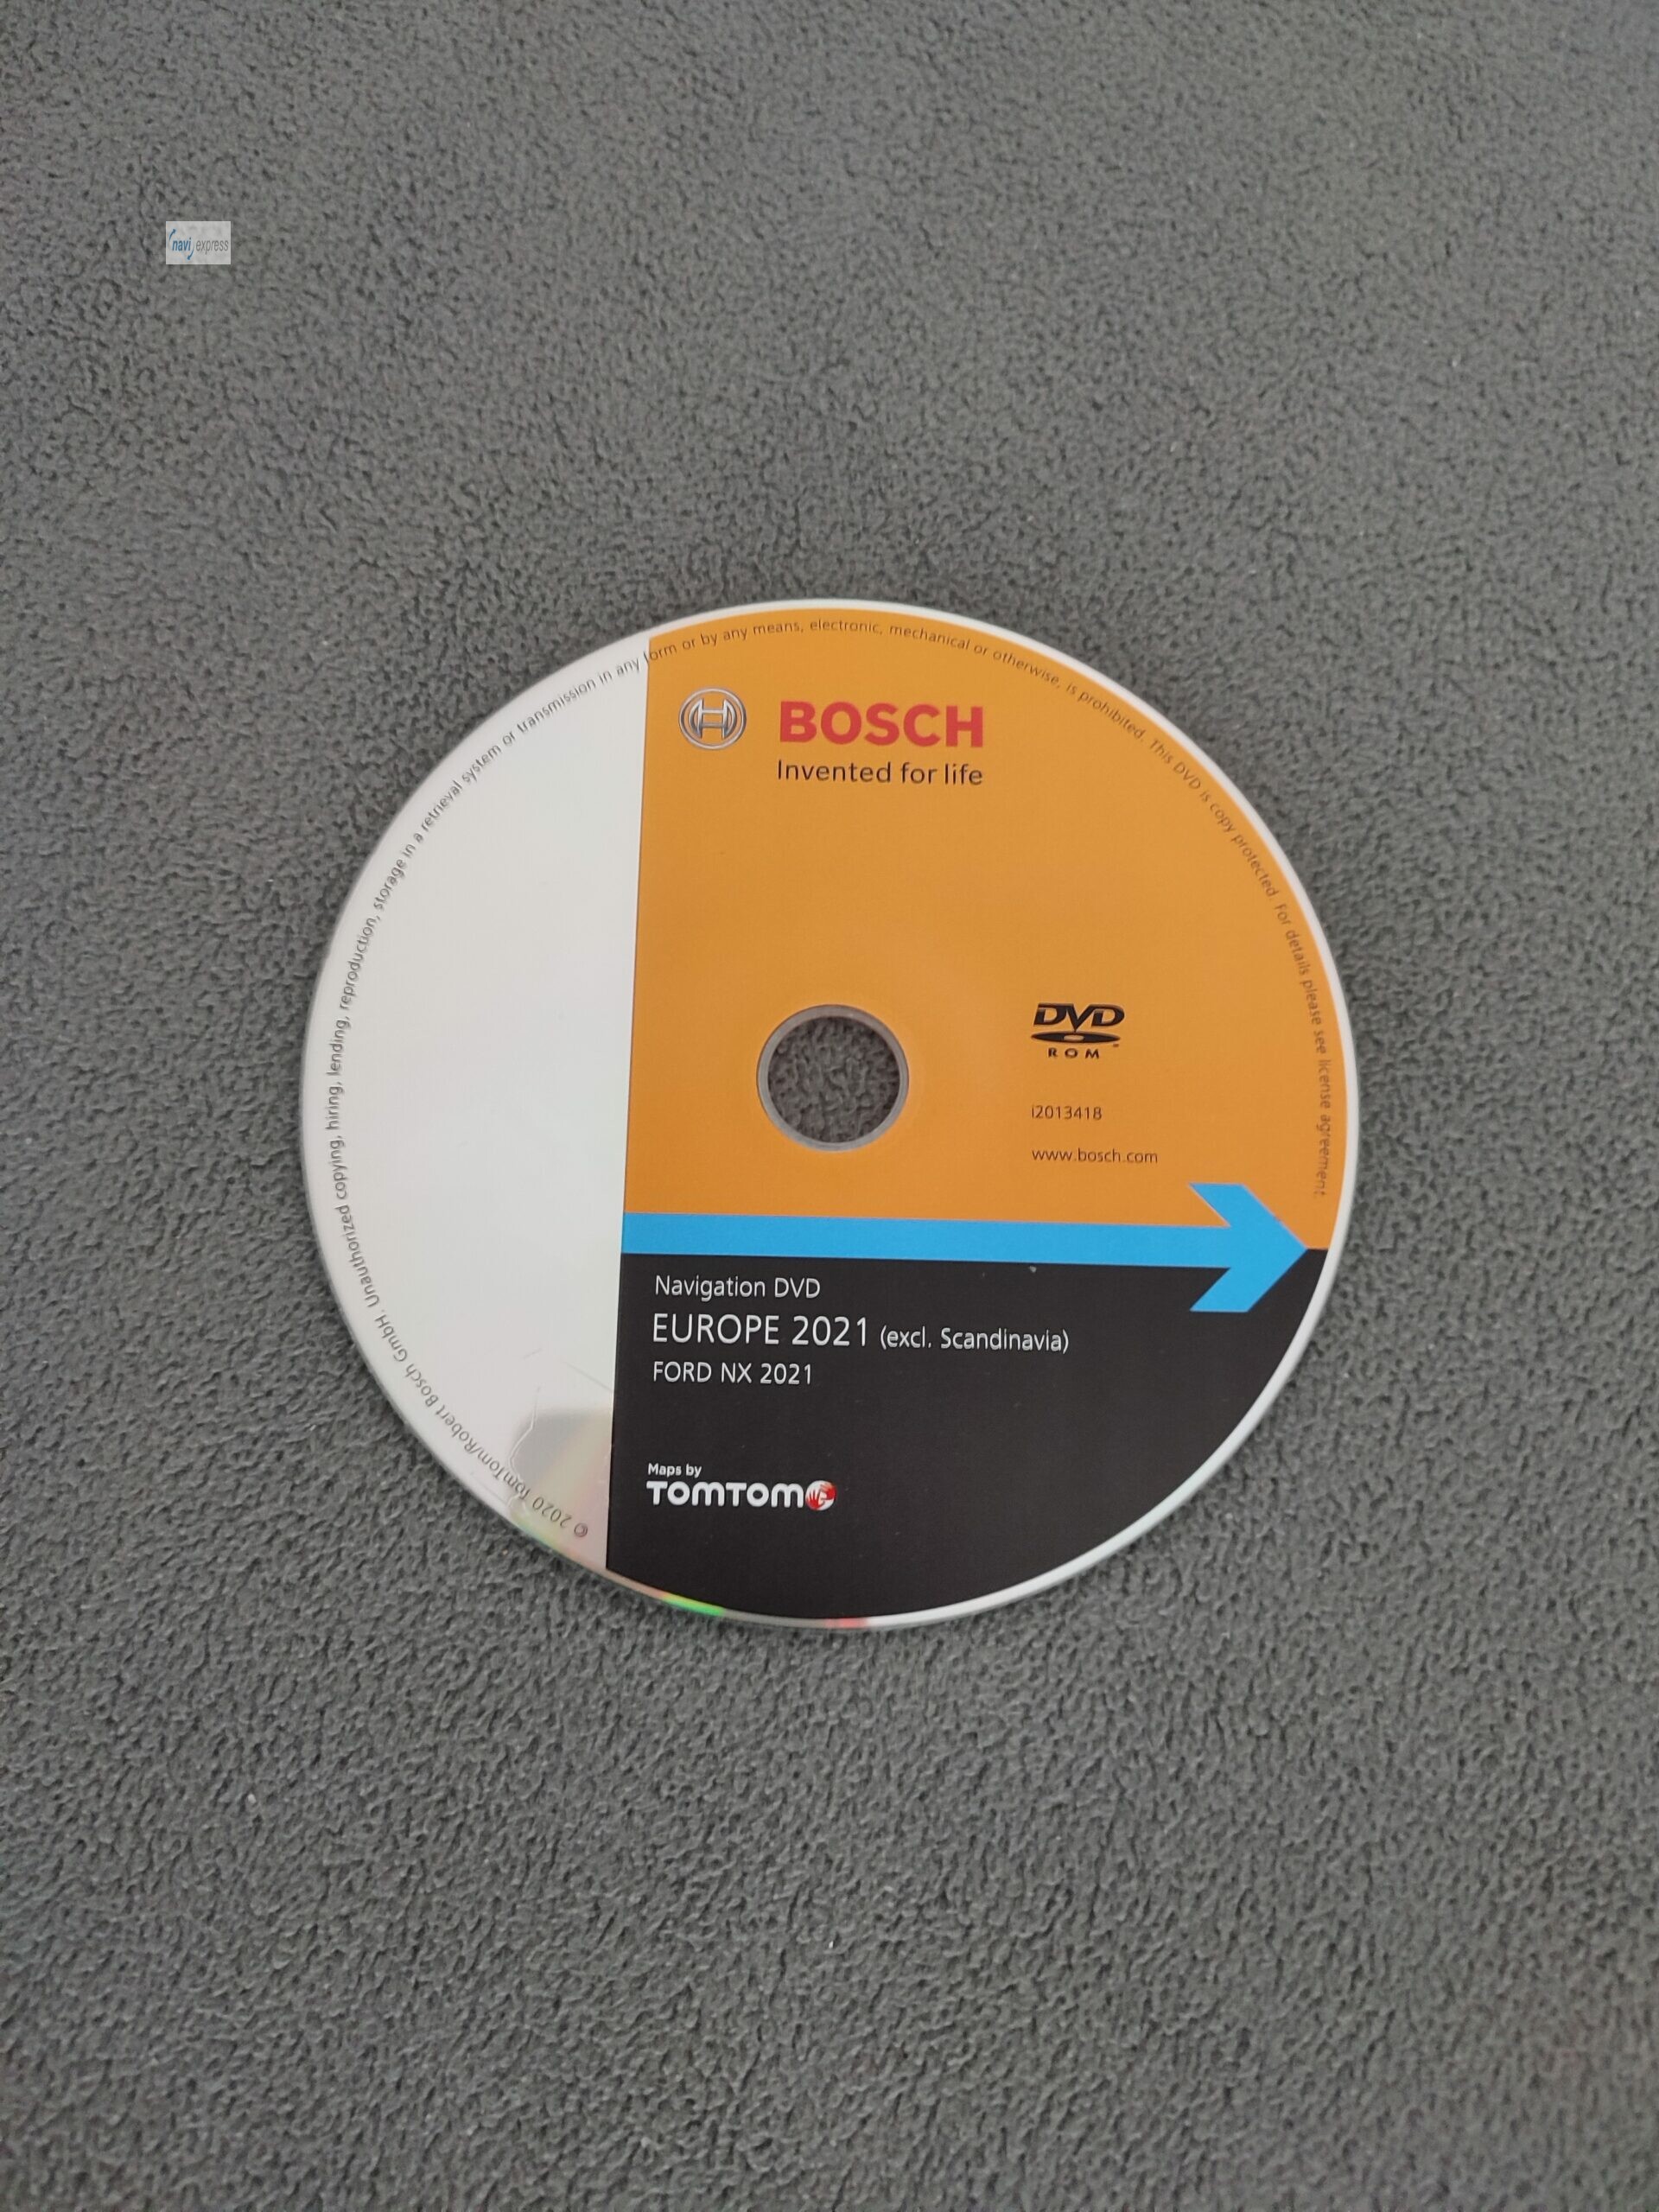 navi express
© 2020 TomTom/Robert Bosch GmbH. Unauthorized copying, hiring, lending, reproduction, storage in a retrieval system or transmission in any form or by any means, electronic, mechanical or otherwise, is prohibited. This DVD is copy protected. For details please see license agreement.
BOSCH
Invented for life
DVD
ROM
i2013418
www.bosch.com
Navigation DVD
EUROPE 2021 (excl. Scandinavia)
FORD NX 2021
Maps by
TOMTOM